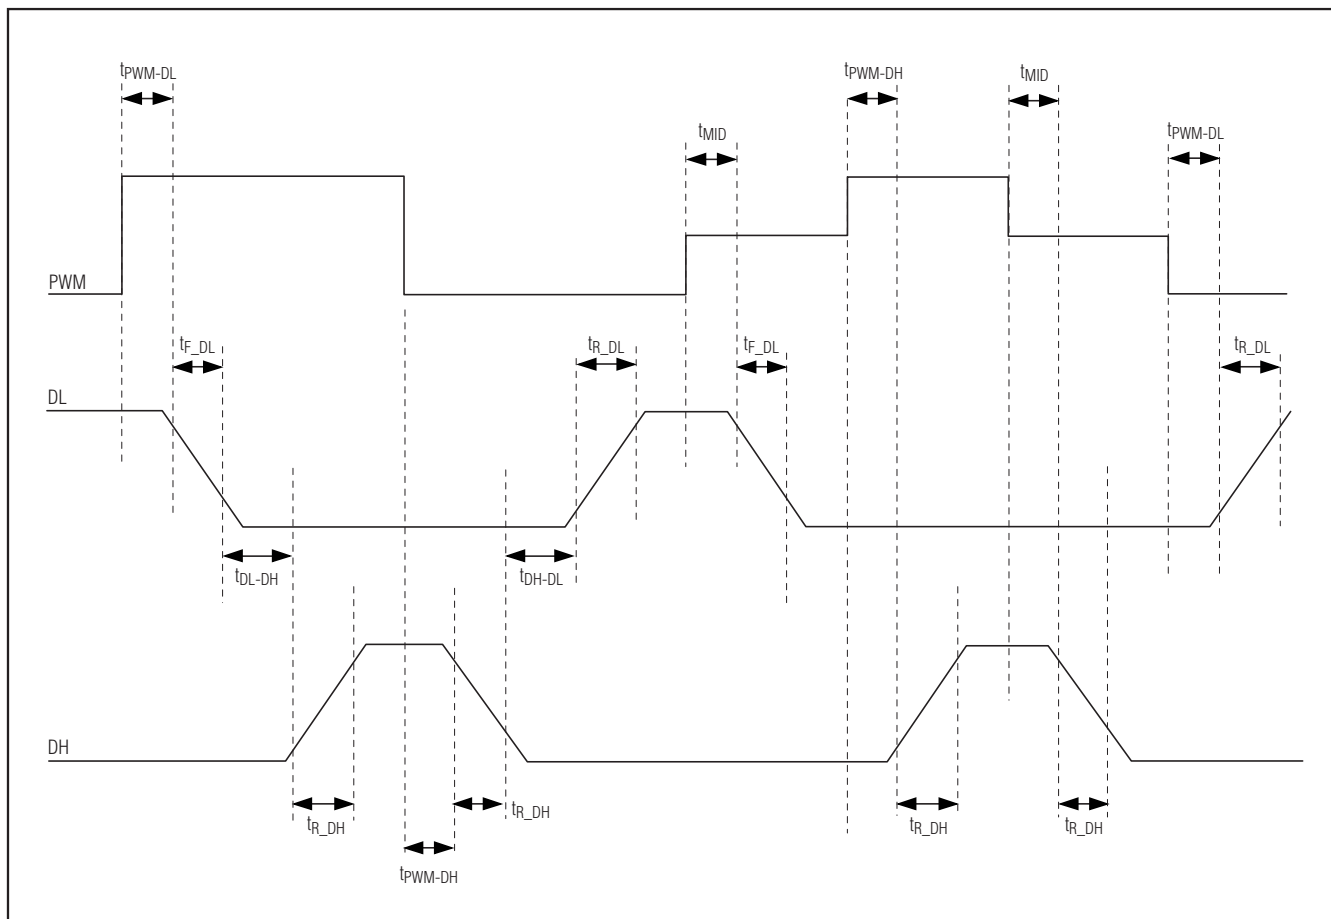 tPWM-DL
tPWM-DH
tMID
tMID
tPWM-DL
PWM
tF_DL
tR_DL
tF_DL
tR_DL
DL
tDL-DH
tDH-DL
DH
tR_DH
tR_DH
tR_DH
tR_DH
tPWM-DH